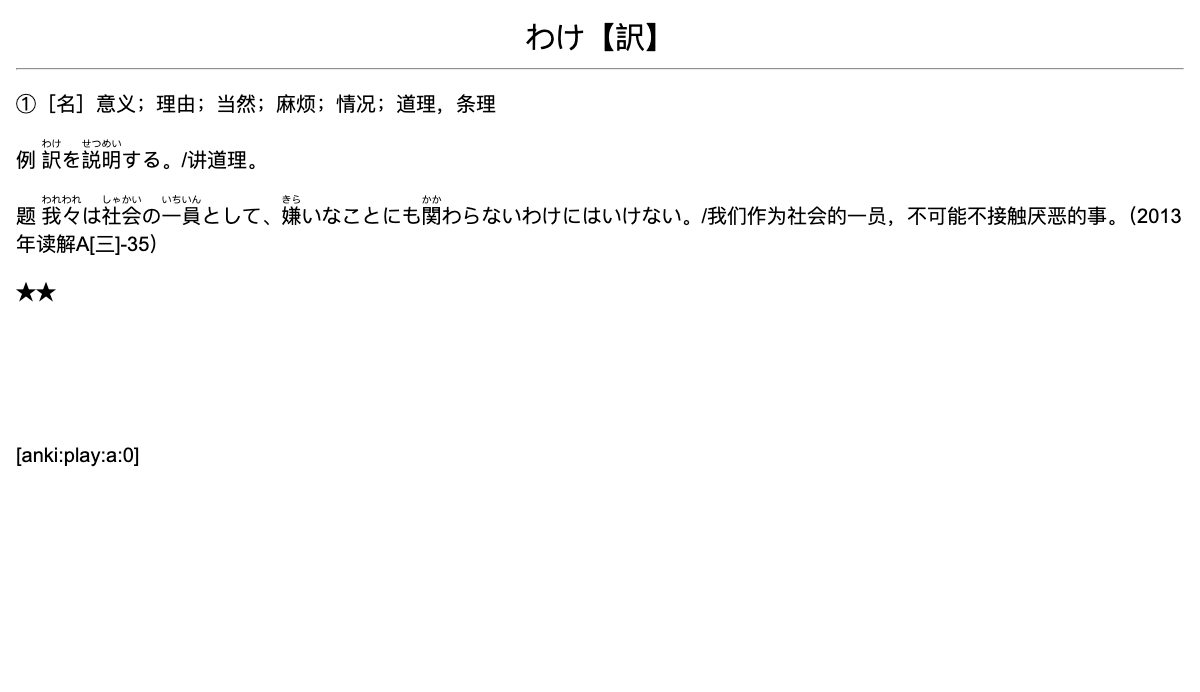 わけ【訳】
①［名］意义；理由；当然；麻烦；情况；道理，条理
わけ せつめい
例 訳を説明する。/讲道理。
われわれ しゃかい いちいん きら かか
题 我々は社会の一員として、嫌いなことにも関わらないわけにはいけない。/我们作为社会的一员，不可能不接触厌恶的事。（2013
年读解A[三]-35）
★★
[anki:play:a:0]